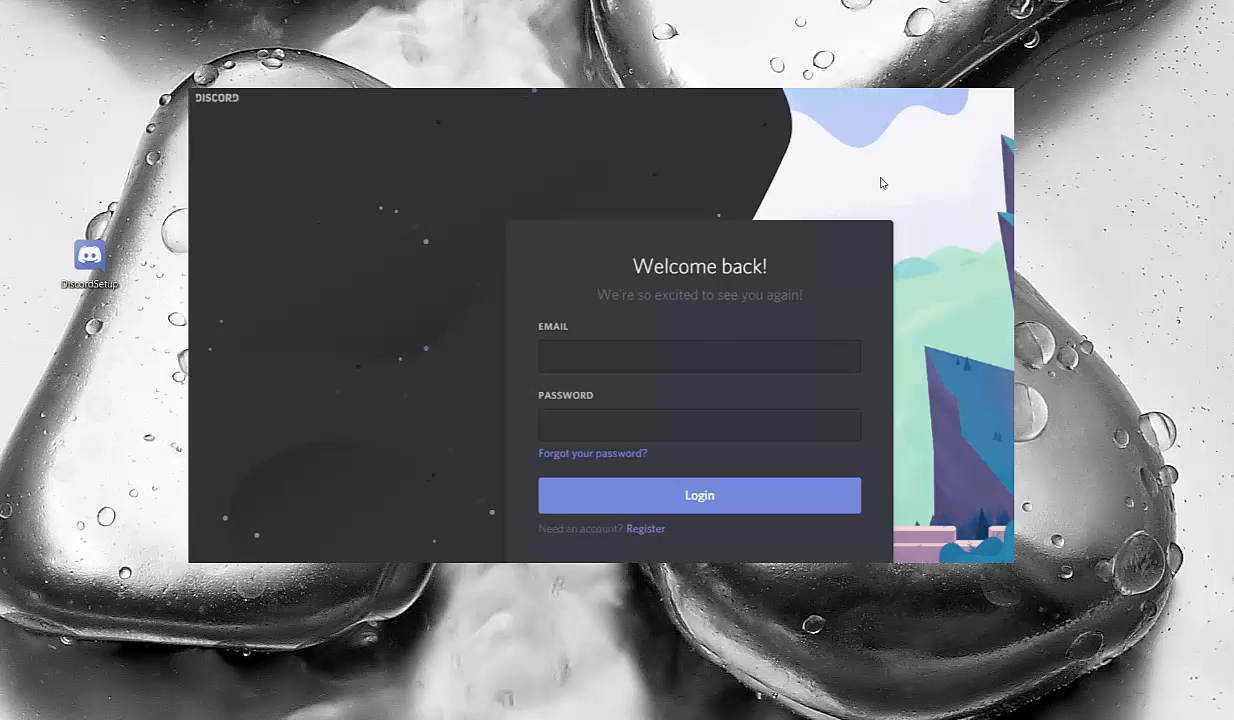 DISCORD
Welcome back!
We're so excited to see you again!
DiscordSetup
EMAIL
PASSWORD
Forgot your password?
Login
Need an account? Register